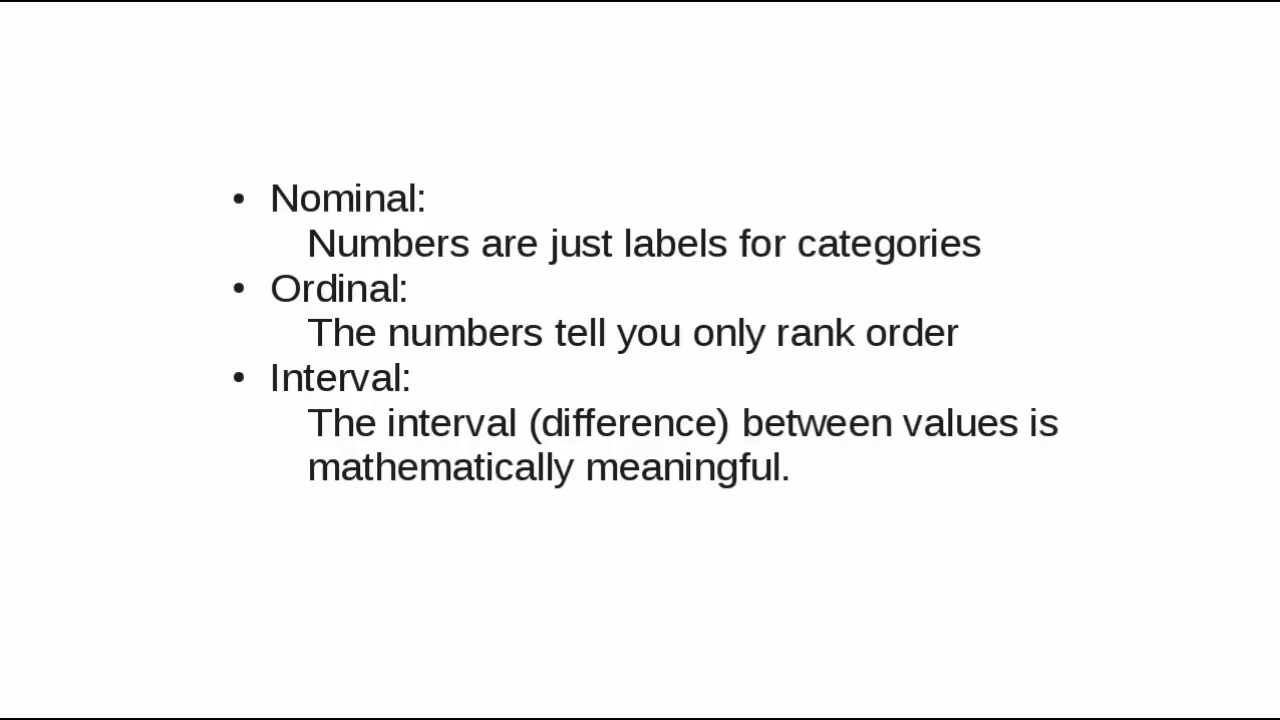 • Nominal:
Numbers are just labels for categories
• Ordinal:
The numbers tell you only rank order
• Interval:
The interval (difference) between values is
mathematically meaningful.